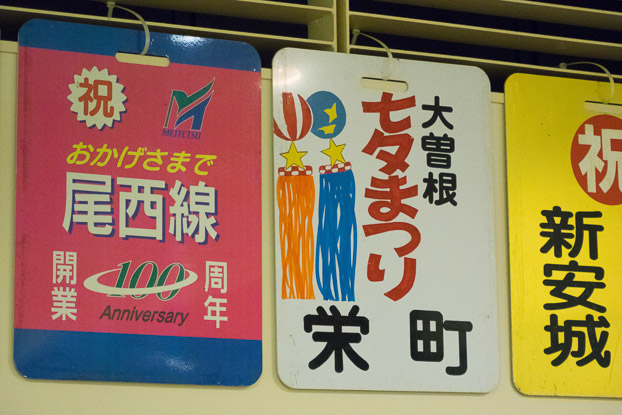 祝
MEITETSU
おかげさまで
尾西線
開業
100
周年
Anniversary
大曽根
七夕まつり
栄町
祝
新安城